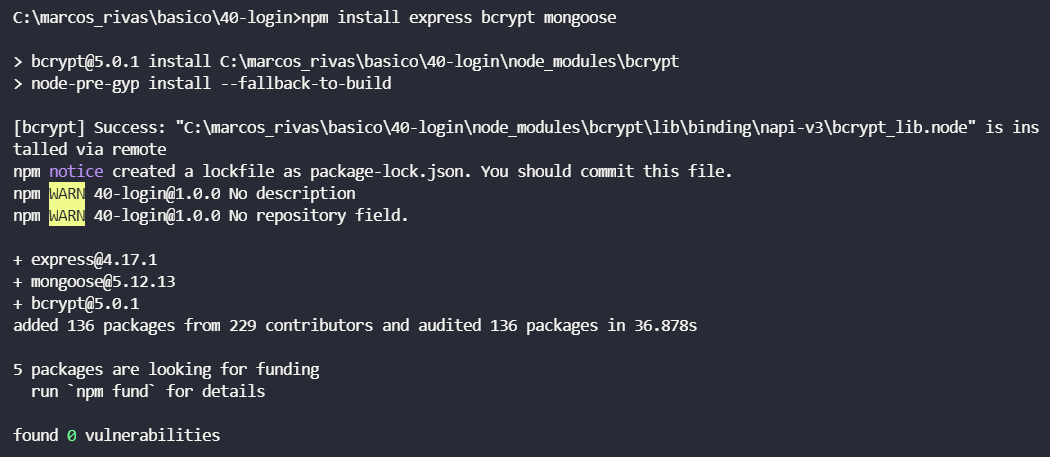 C:\marcos_rivas\basico\40-login>npm install express bcrypt mongoose
> bcrypt@5.0.1 install C:\marcos_rivas\basico\40-login\node_modules\bcrypt
> node-pre-gyp install --fallback-to-build
[bcrypt] Success: "C:\marcos_rivas\basico\40-login\node_modules\bcrypt\lib\binding\napi-v3\bcrypt_lib.node" is ins
talled via remote
npm notice created a lockfile as package-lock.json. You should commit this file.
npm WARN 40-login@1.0.0 No description
npm WARN 40-login@1.0.0 No repository field.
+ express@4.17.1
+ mongoose@5.12.13
+ bcrypt@5.0.1
added 136 packages from 229 contributors and audited 136 packages in 36.878s
5 packages are looking for funding
run `npm fund` for details
found 0 vulnerabilities